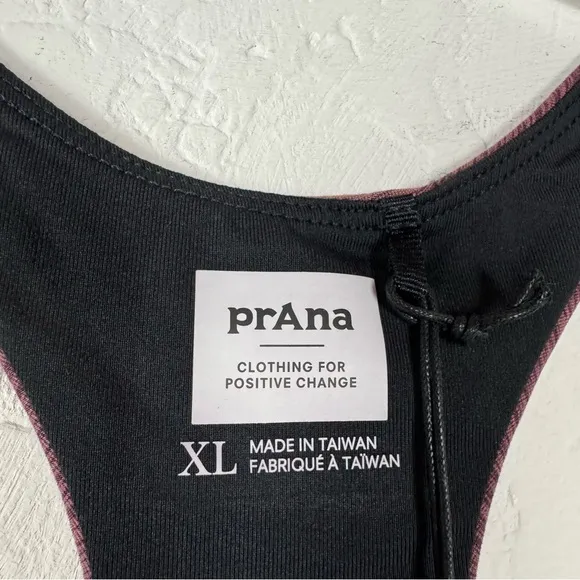 prAna
CLOTHING FOR
POSITIVE CHANGE
XL
MADE IN TAIWAN
FABRIQUÉ À TAÏWAN